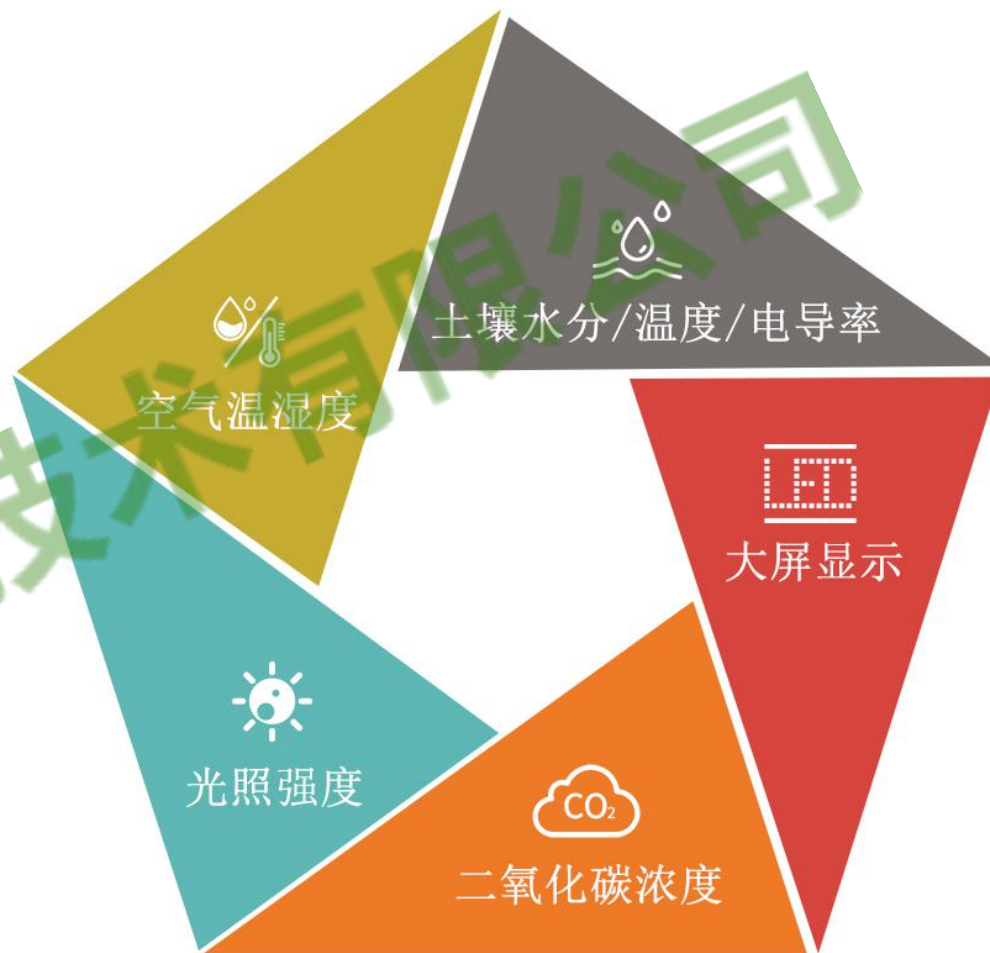 土壤水分/温度/电导率
空气温湿度
LED
大屏显示
光照强度
CO₂
二氧化碳浓度
技术有限公司